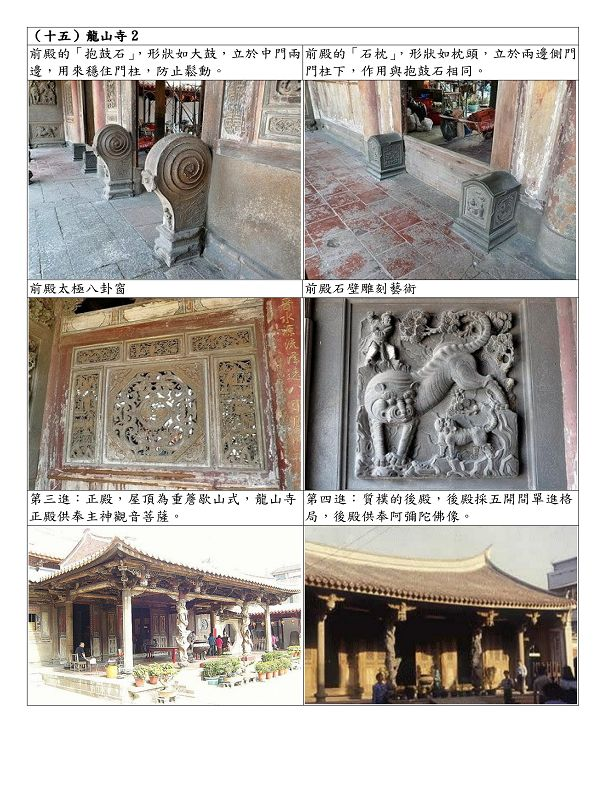 （十五）龍山寺2
前殿的「抱鼓石」，形狀如大鼓，立於中門兩
邊，用來穩住門柱，防止鬆動。
前殿的「石枕」，形狀如枕頭，立於兩邊側門
門柱下，作用與抱鼓石相同。
前殿太極八卦窗
前殿石壁雕刻藝術
第三進：正殿，屋頂為重簷歇山式，龍山寺
正殿供奉主神觀音菩薩。
第四進：質樸的後殿，後殿採五開間單進格
局，後殿供奉阿彌陀佛像。